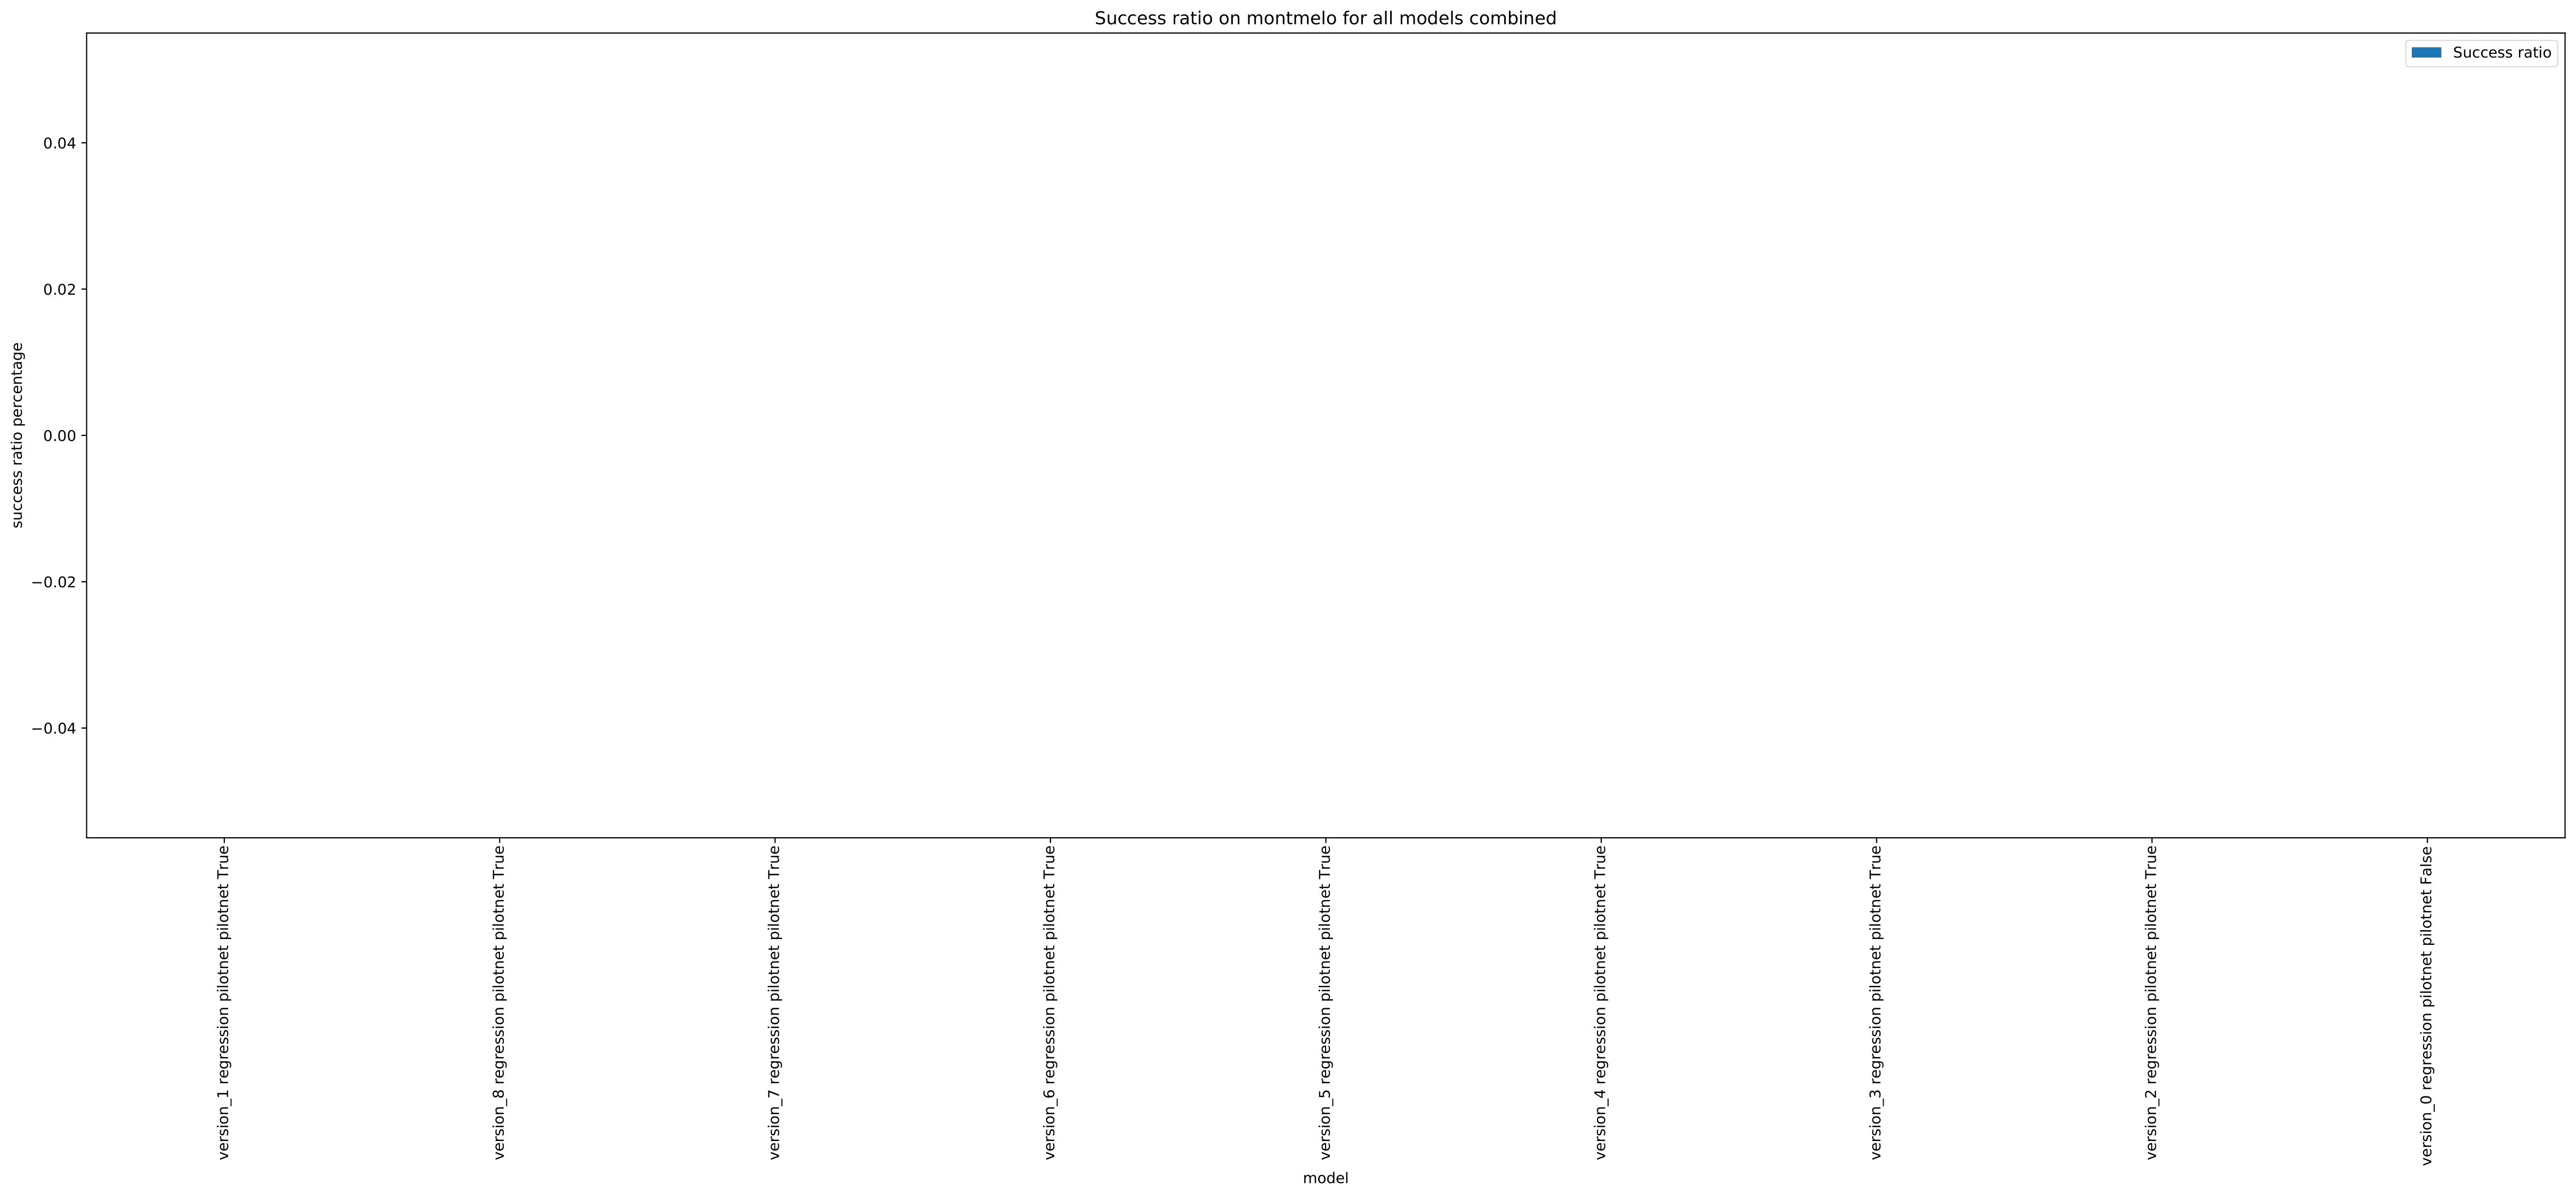 Success ratio on montmelo for all models combined
Success ratio
success ratio percentage
0.04
0.02
0.00
−0.02
−0.04
version_1 regression pilotnet pilotnet True
version_8 regression pilotnet pilotnet True
version_7 regression pilotnet pilotnet True
version_6 regression pilotnet pilotnet True
version_5 regression pilotnet pilotnet True
version_4 regression pilotnet pilotnet True
version_3 regression pilotnet pilotnet True
version_2 regression pilotnet pilotnet True
version_0 regression pilotnet pilotnet False
model